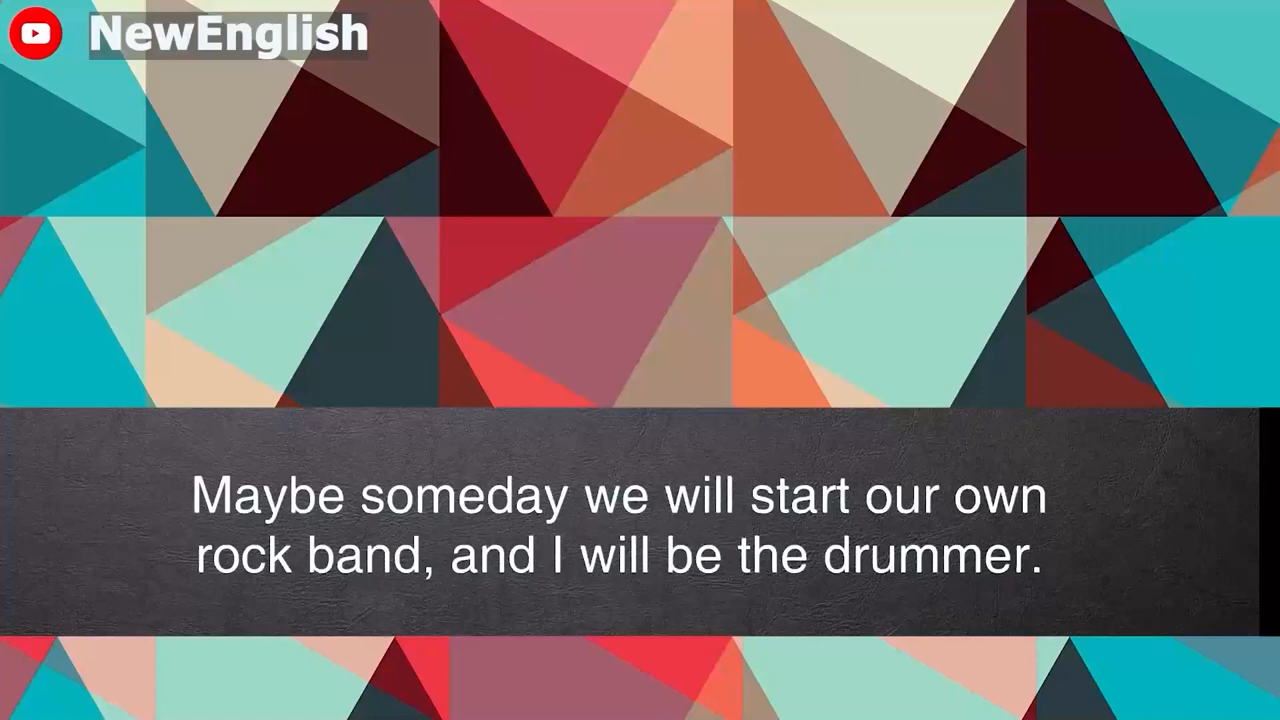 NewEnglish
Maybe someday we will start our own
rock band, and I will be the drummer.